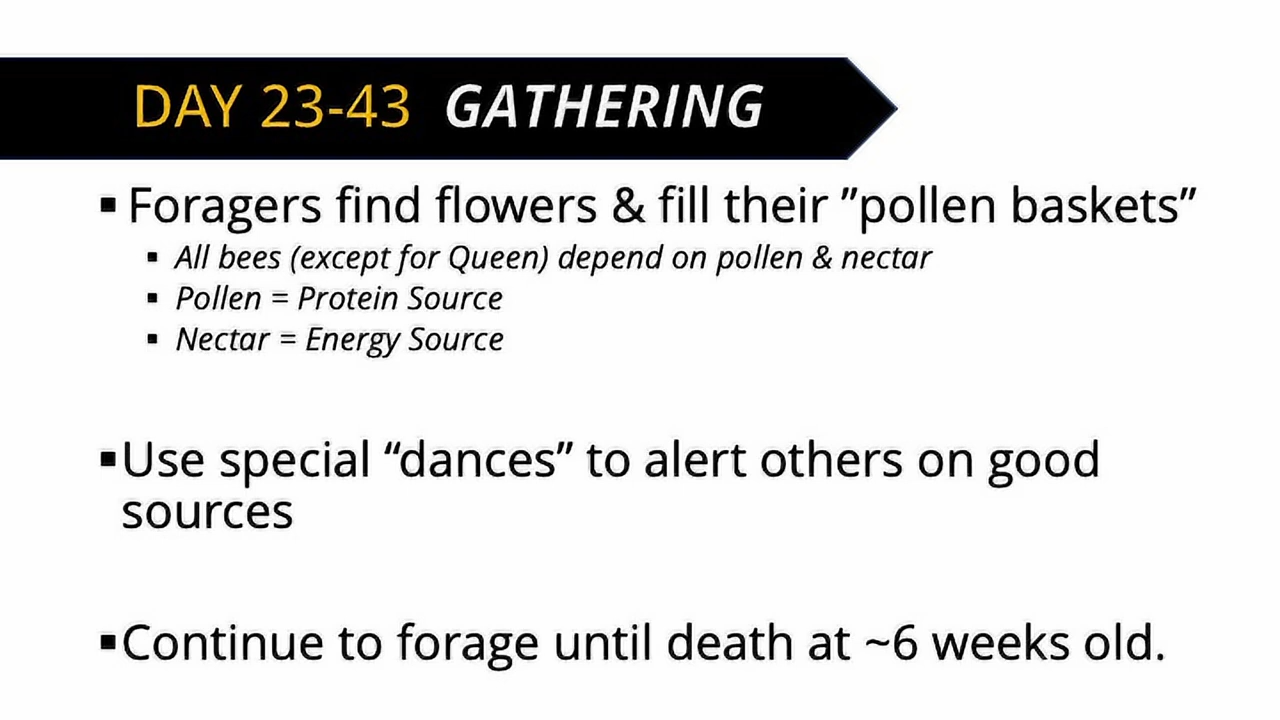 DAY 23-43 GATHERING
▪ Foragers find flowers & fill their ”pollen baskets”
▪ All bees (except for Queen) depend on pollen & nectar
▪ Pollen = Protein Source
▪ Nectar = Energy Source
▪Use special “dances” to alert others on good
sources
▪Continue to forage until death at ~6 weeks old.